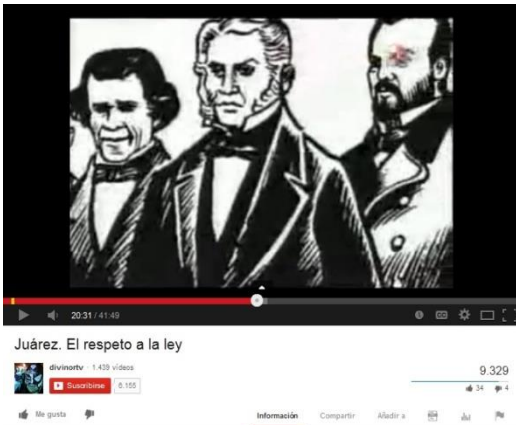 20:31 / 41:49
Juárez. El respeto a la ley
divinortv · 1.439 vídeos
Suscribirse 6.155
9.329
34 4
Me gusta
Información Compartir Añadir a